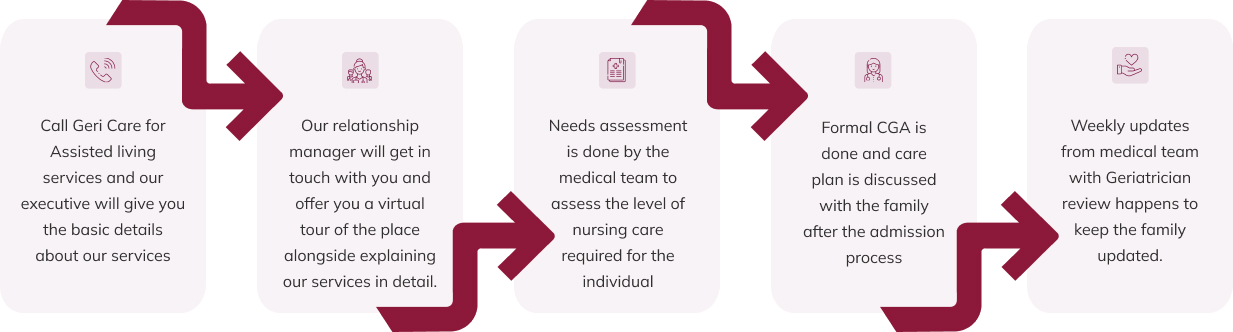 Call Geri Care for
Assisted living
services and our
executive will give you
the basic details
about our services
Our relationship
manager will get in
touch with you and
offer you a virtual
tour of the place
alongside explaining
our services in detail.
Needs assessment
is done by the
medical team to
assess the level of
nursing care
required for the
individual
Formal CGA is
done and care
plan is discussed
with the family
after the admission
process
Weekly updates
from medical team
with Geriatrician
review happens to
keep the family
updated.